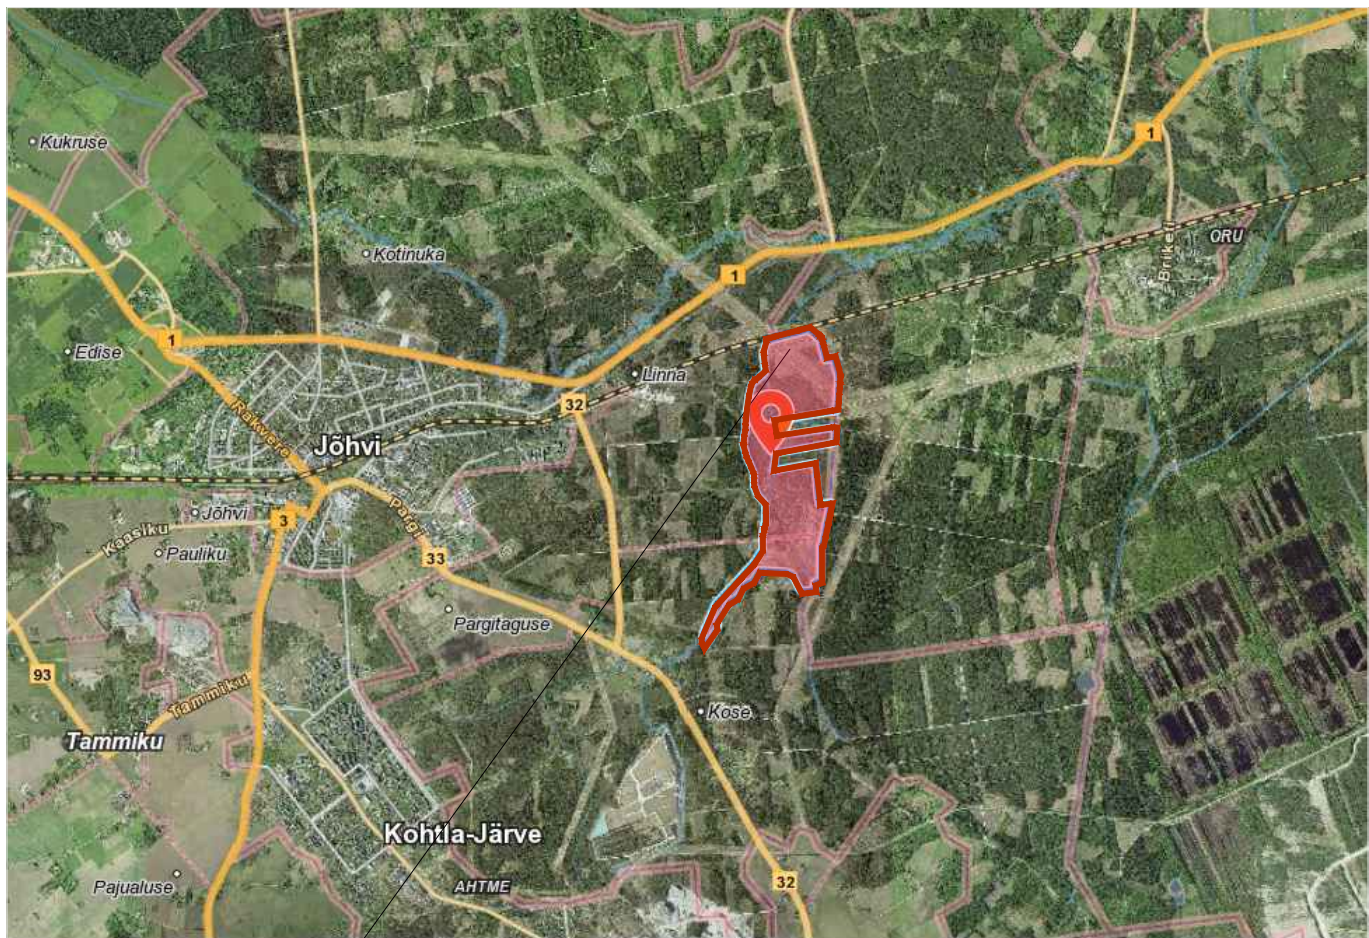 1
Kukruse
ORU
Briketi
Kotinuka
1
1
Edise
Linna
32
Rakvere
Jõhvi
Jõhvi
3
Pargi
Kaasiku
Pauliku
33
Pargitaguse
93
Tammiku
Kose
Tammiku
Kohtla-Järve
Pajualuse
AHTME
32